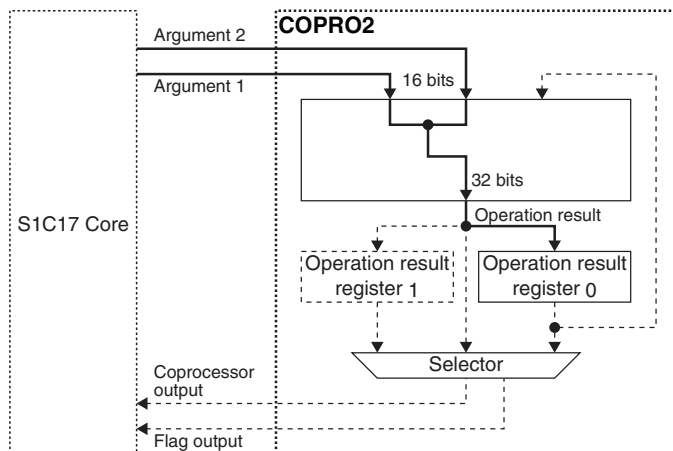 COPRO2
Argument 2
Argument 1
16 bits
32 bits
S1C17 Core
Operation result
Operation result
register 1
Operation result
register 0
Selector
Coprocessor
output
Flag output